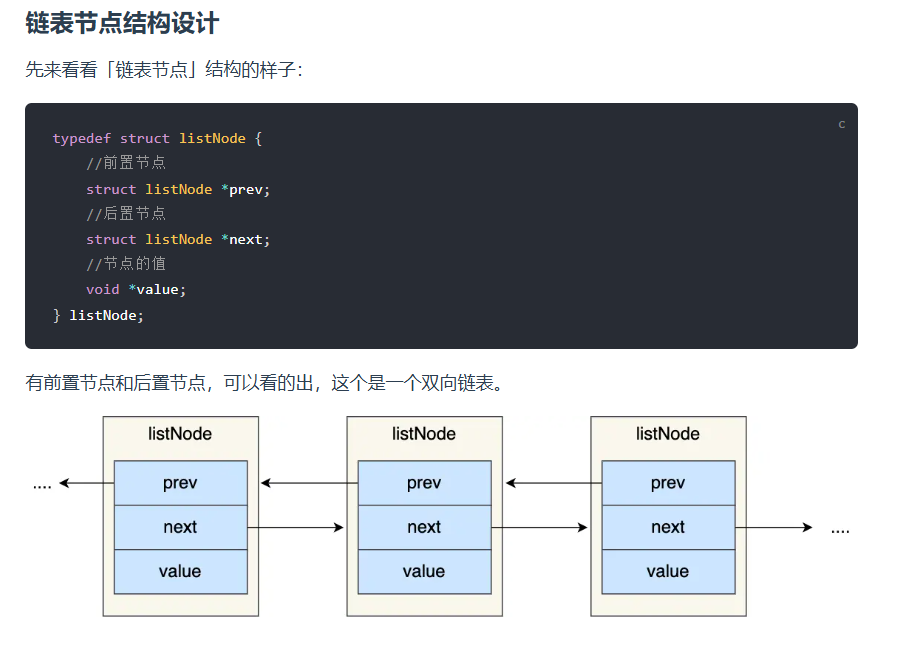 链表节点结构设计
先来看看「链表节点」结构的样子：
c
typedef struct listNode {
//前置节点
struct listNode *prev;
//后置节点
struct listNode *next;
//节点的值
void *value;
} listNode;
有前置节点和后置节点，可以看的出，这个是一个双向链表。
listNode listNode listNode
.... prev prev prev
next next next ....
value value value